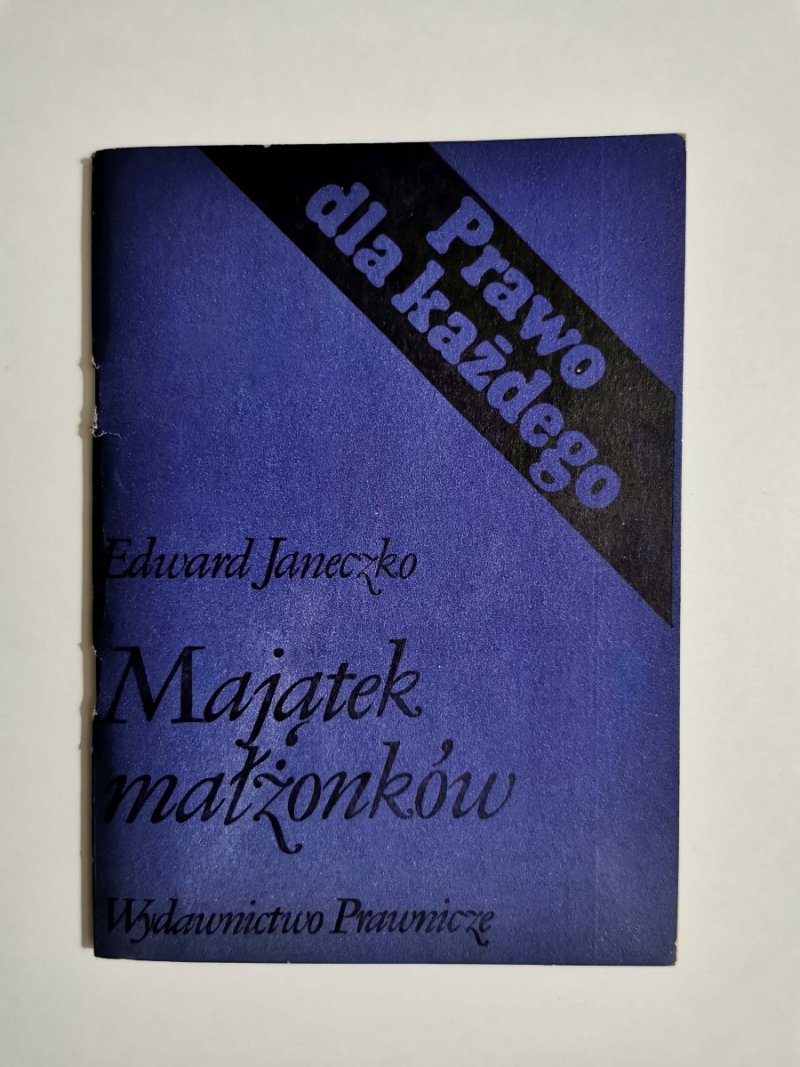 Prawo
dla każdego
Edward Janeczko
Majątek
małżonków
Wydawnictwo Prawnicze